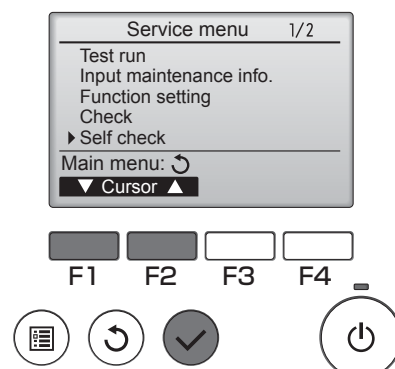 Service menu 1/2
Test run
Input maintenance info.
Function setting
Check
Self check
Main menu:
Cursor
F1 F2 F3 F4